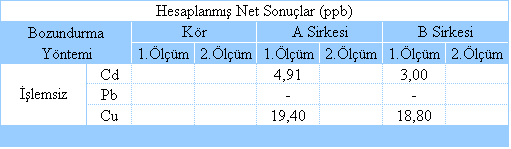 Hesaplanmış Net Sonuçlar (ppb)
Bozundurma Yöntemi Kör A Sirkesi B Sirkesi
1.Ölçüm 2.Ölçüm 1.Ölçüm 2.Ölçüm 1.Ölçüm 2.Ölçüm
İşlemsiz Cd 4,91 3,00
Pb - -
Cu 19,40 18,80